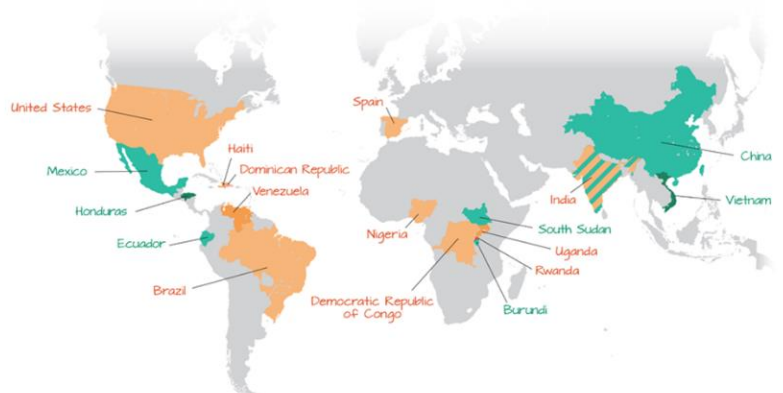 United States
Spain
Haiti
China
Mexico
Dominican Republic
Venezuela
India
Honduras
Vietnam
Nigeria
South Sudan
Ecuador
Uganda
Rwanda
Brazil
Democratic Republic
of Congo
Burundi